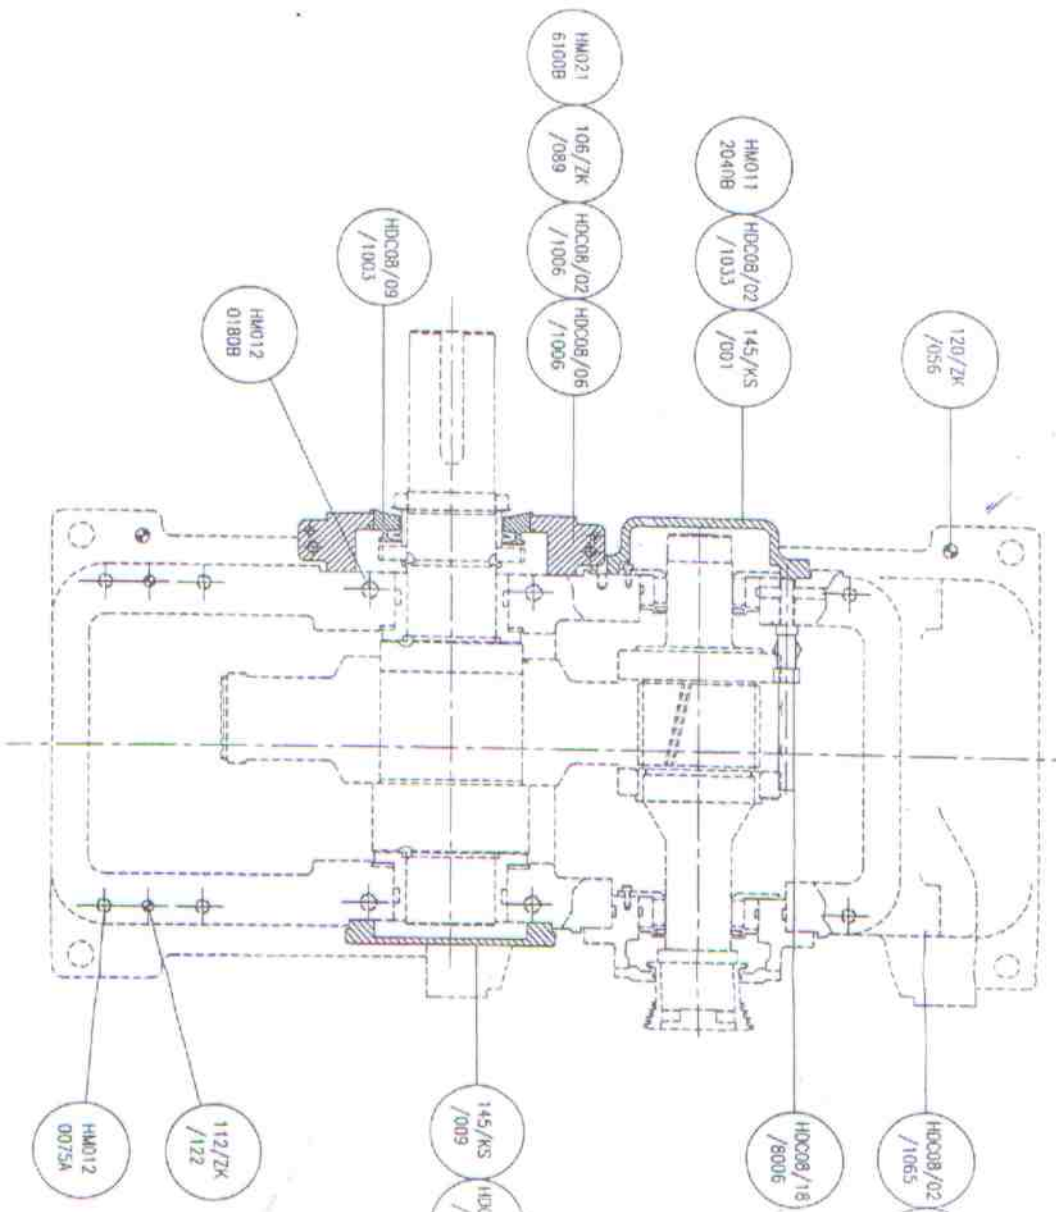 HM021
6100B
106/ZK
/089
HDC08/02
/1006
HDC08/06
/1006
HM011
2040B
HDC08/02
/1033
145/KS
/001
120/ZK
/056
HDC08/09
/1003
HM012
0180B
HM012
0075A
112/ZK
/122
145/KS
/009
HDC08/18
/8006
HDC08/02
/1065